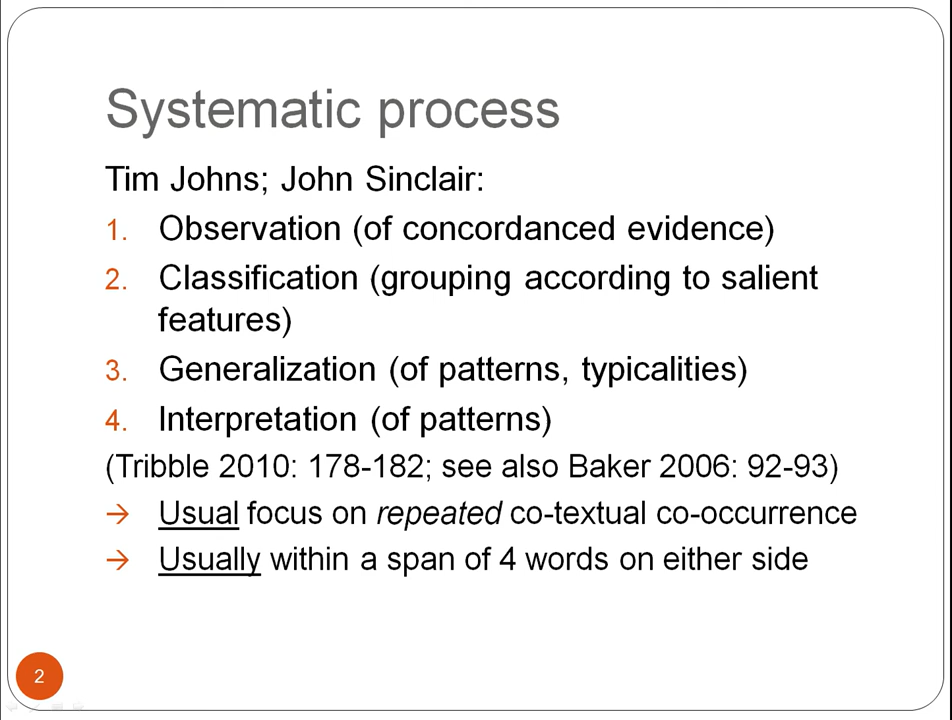 Systematic process
Tim Johns; John Sinclair:
1. Observation (of concordanced evidence)
2. Classification (grouping according to salient
features)
3. Generalization (of patterns, typicalities)
4. Interpretation (of patterns)
(Tribble 2010: 178-182; see also Baker 2006: 92-93)
→ Usual focus on repeated co-textual co-occurrence
→ Usually within a span of 4 words on either side
2